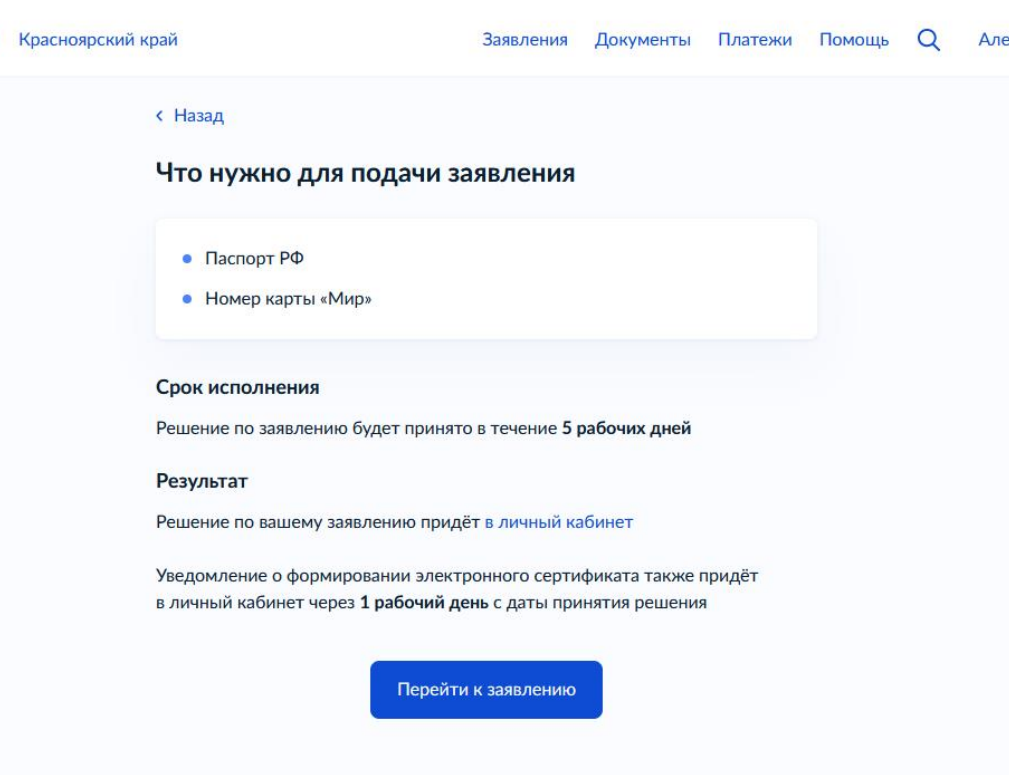 Красноярский край Заявления Документы Платежи Помощь Але
Назад
Что нужно для подачи заявления
Паспорт РФ
Номер карты «Мир»
Срок исполнения
Решение по заявлению будет принято в течение 5 рабочих дней
Результат
Решение по вашему заявлению придёт в личный кабинет
Уведомление о формировании электронного сертификата также придёт
в личный кабинет через 1 рабочий день с даты принятия решения
Перейти к заявлению